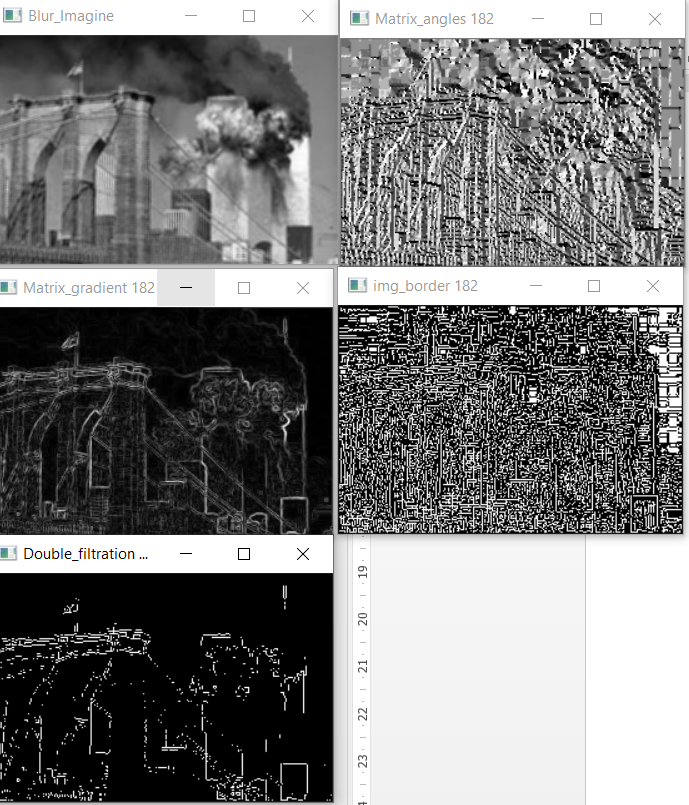 Blur_Imagine
Matrix_angles 182
Matrix_gradient 182
img_border 182
Double_filtration ...
19
20
21
22
23